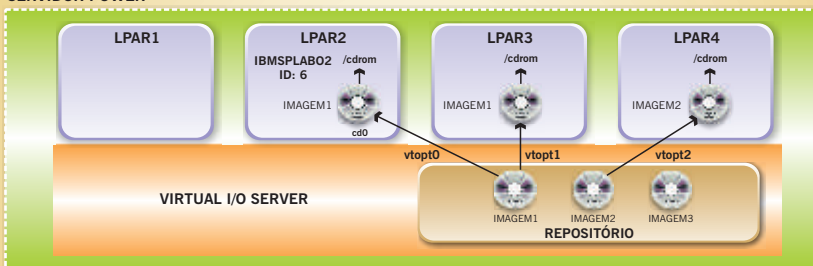 SERVIDOR POWER
LPAR1
LPAR2
IBMSPLAB02
ID: 6
/cdrom
IMAGEM1
cd0
LPAR3
/cdrom
IMAGEM1
LPAR4
/cdrom
IMAGEM2
vtopt0
vtopt1
vtopt2
VIRTUAL I/O SERVER
IMAGEM1
IMAGEM2
IMAGEM3
REPOSITÓRIO